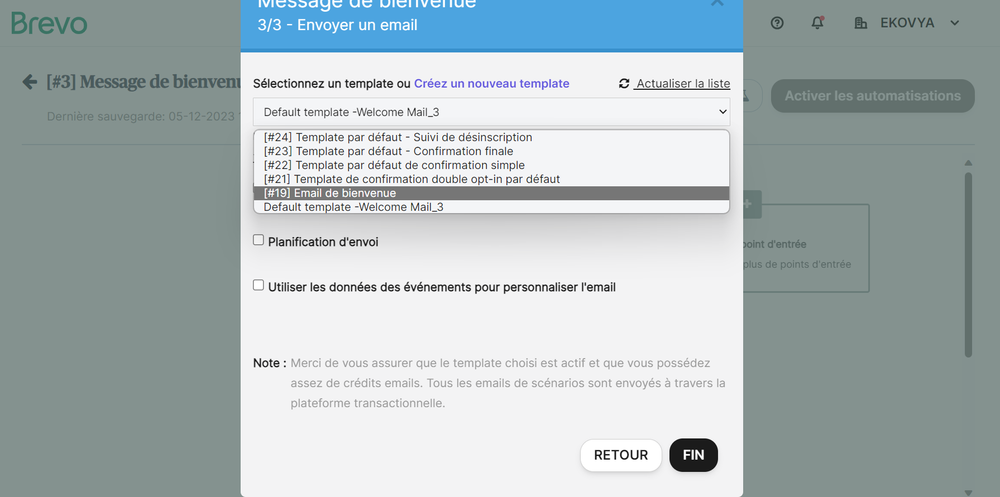 Brevo
Message de bienvenue
3/3 - Envoyer un email
EKOVYA
[#3] Message de bienvenu
Dernière sauvegarde: 05-12-2023
Activer les automatisations
Sélectionnez un template ou Créez un nouveau template
Actualiser la liste
Default template -Welcome Mail_3
[#24] Template par défaut - Suivi de désinscription
[#23] Template par défaut - Confirmation finale
[#22] Template par défaut de confirmation simple
[#21] Template de confirmation double opt-in par défaut
[#19] Email de bienvenue
Default template -Welcome Mail_3
point d'entrée
plus de points d'entrée
Planification d'envoi
Utiliser les données des événements pour personnaliser l'email
Note : Merci de vous assurer que le template choisi est actif et que vous possédez
assez de crédits emails. Tous les emails de scénarios sont envoyés à travers la
plateforme transactionnelle.
RETOUR
FIN